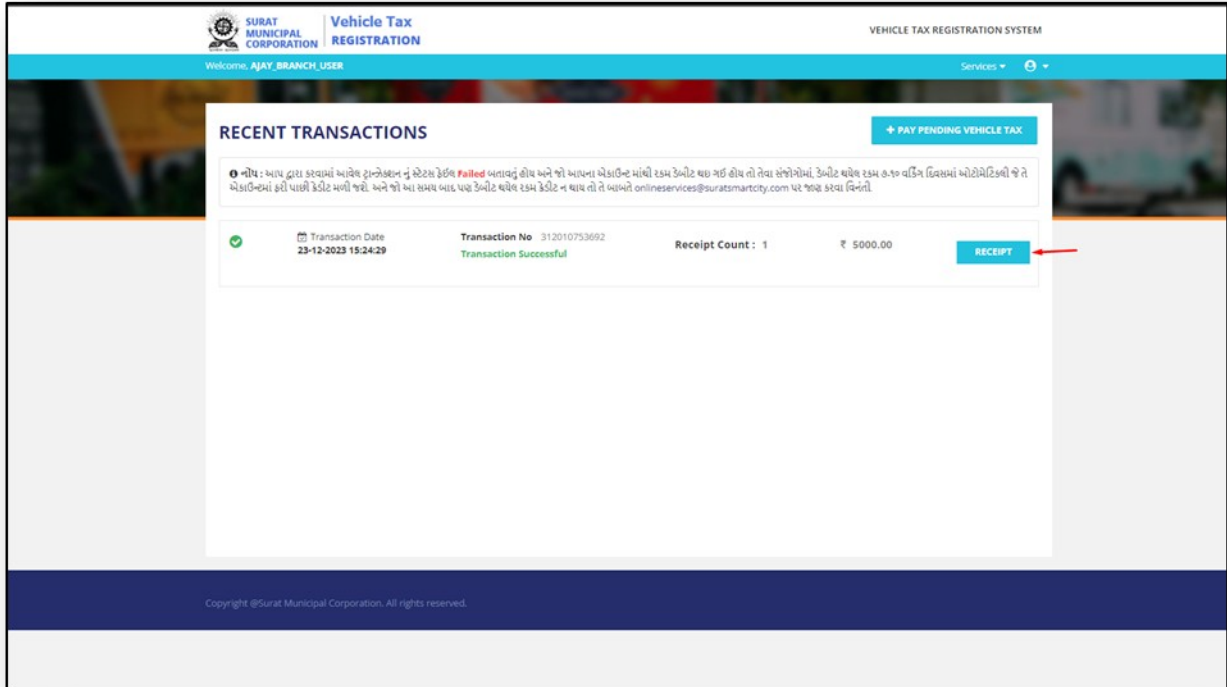 SURAT
MUNICIPAL
CORPORATION
Vehicle Tax
REGISTRATION
VEHICLE TAX REGISTRATION SYSTEM
Welcome, AJAY_BRANCH_USER
Services
RECENT TRANSACTIONS
+ PAY PENDING VEHICLE TAX
નોંધ : આપ દ્વારા કરવામાં આવેલ ટ્રાન્ઝેક્શન નું સ્ટેટસ ફેઈલ Failed બતાવતું હોય અને જો આપના એકાઉન્ટ માંથી રકમ ડેબીટ થઇ ગઈ હોય તો તેવા સંજોગોમાં, ડેબીટ થયેલ રકમ ૭-૧૦ વર્કિંગ દિવસમાં ઓટોમેટિકલી જે તે
એકાઉન્ટમાં ફરી પાછી ક્રેડીટ મળી જશે. અને જો આ સમય બાદ પણ ડેબીટ થયેલ રકમ ક્રેડીટ ન થાય તો તે બાબતે onlineservices@suratsmartcity.com પર જાણ કરવા વિનંતી.
Transaction Date
23-12-2023 15:24:29
Transaction No 312010753692
Transaction Successful
Receipt Count : 1
₹ 5000.00
RECEIPT
Copyright @Surat Municipal Corporation. All rights reserved.